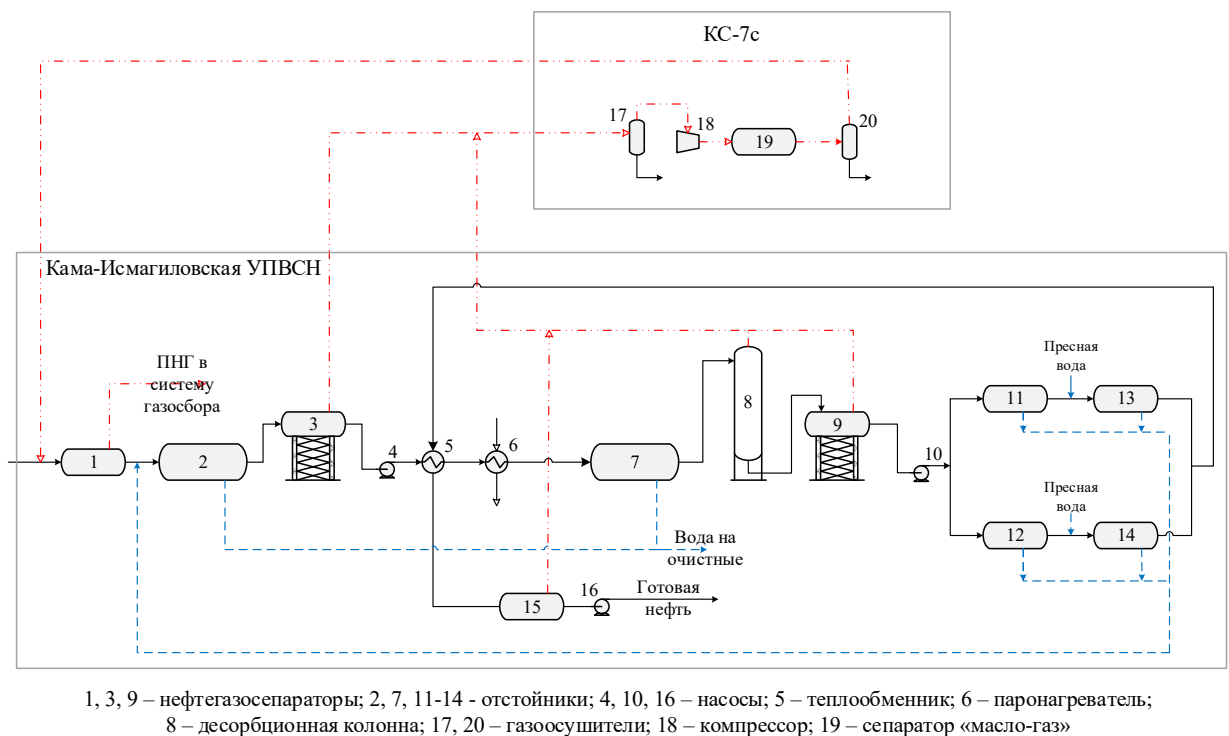 КС-7с
17
18
19
20
Кама-Исмагиловская УПВСН
ПНГ в
систему
газосбора
Пресная
вода
1
2
3
4
5
6
7
8
9
10
11
13
Пресная
вода
12
14
Вода на
очистные
15
16
Готовая
нефть
1, 3, 9 – нефтегазосепараторы; 2, 7, 11-14 - отстойники; 4, 10, 16 – насосы; 5 – теплообменник; 6 – паронагреватель;
8 – десорбционная колонна; 17, 20 – газоосушители; 18 – компрессор; 19 – сепаратор «масло-газ»